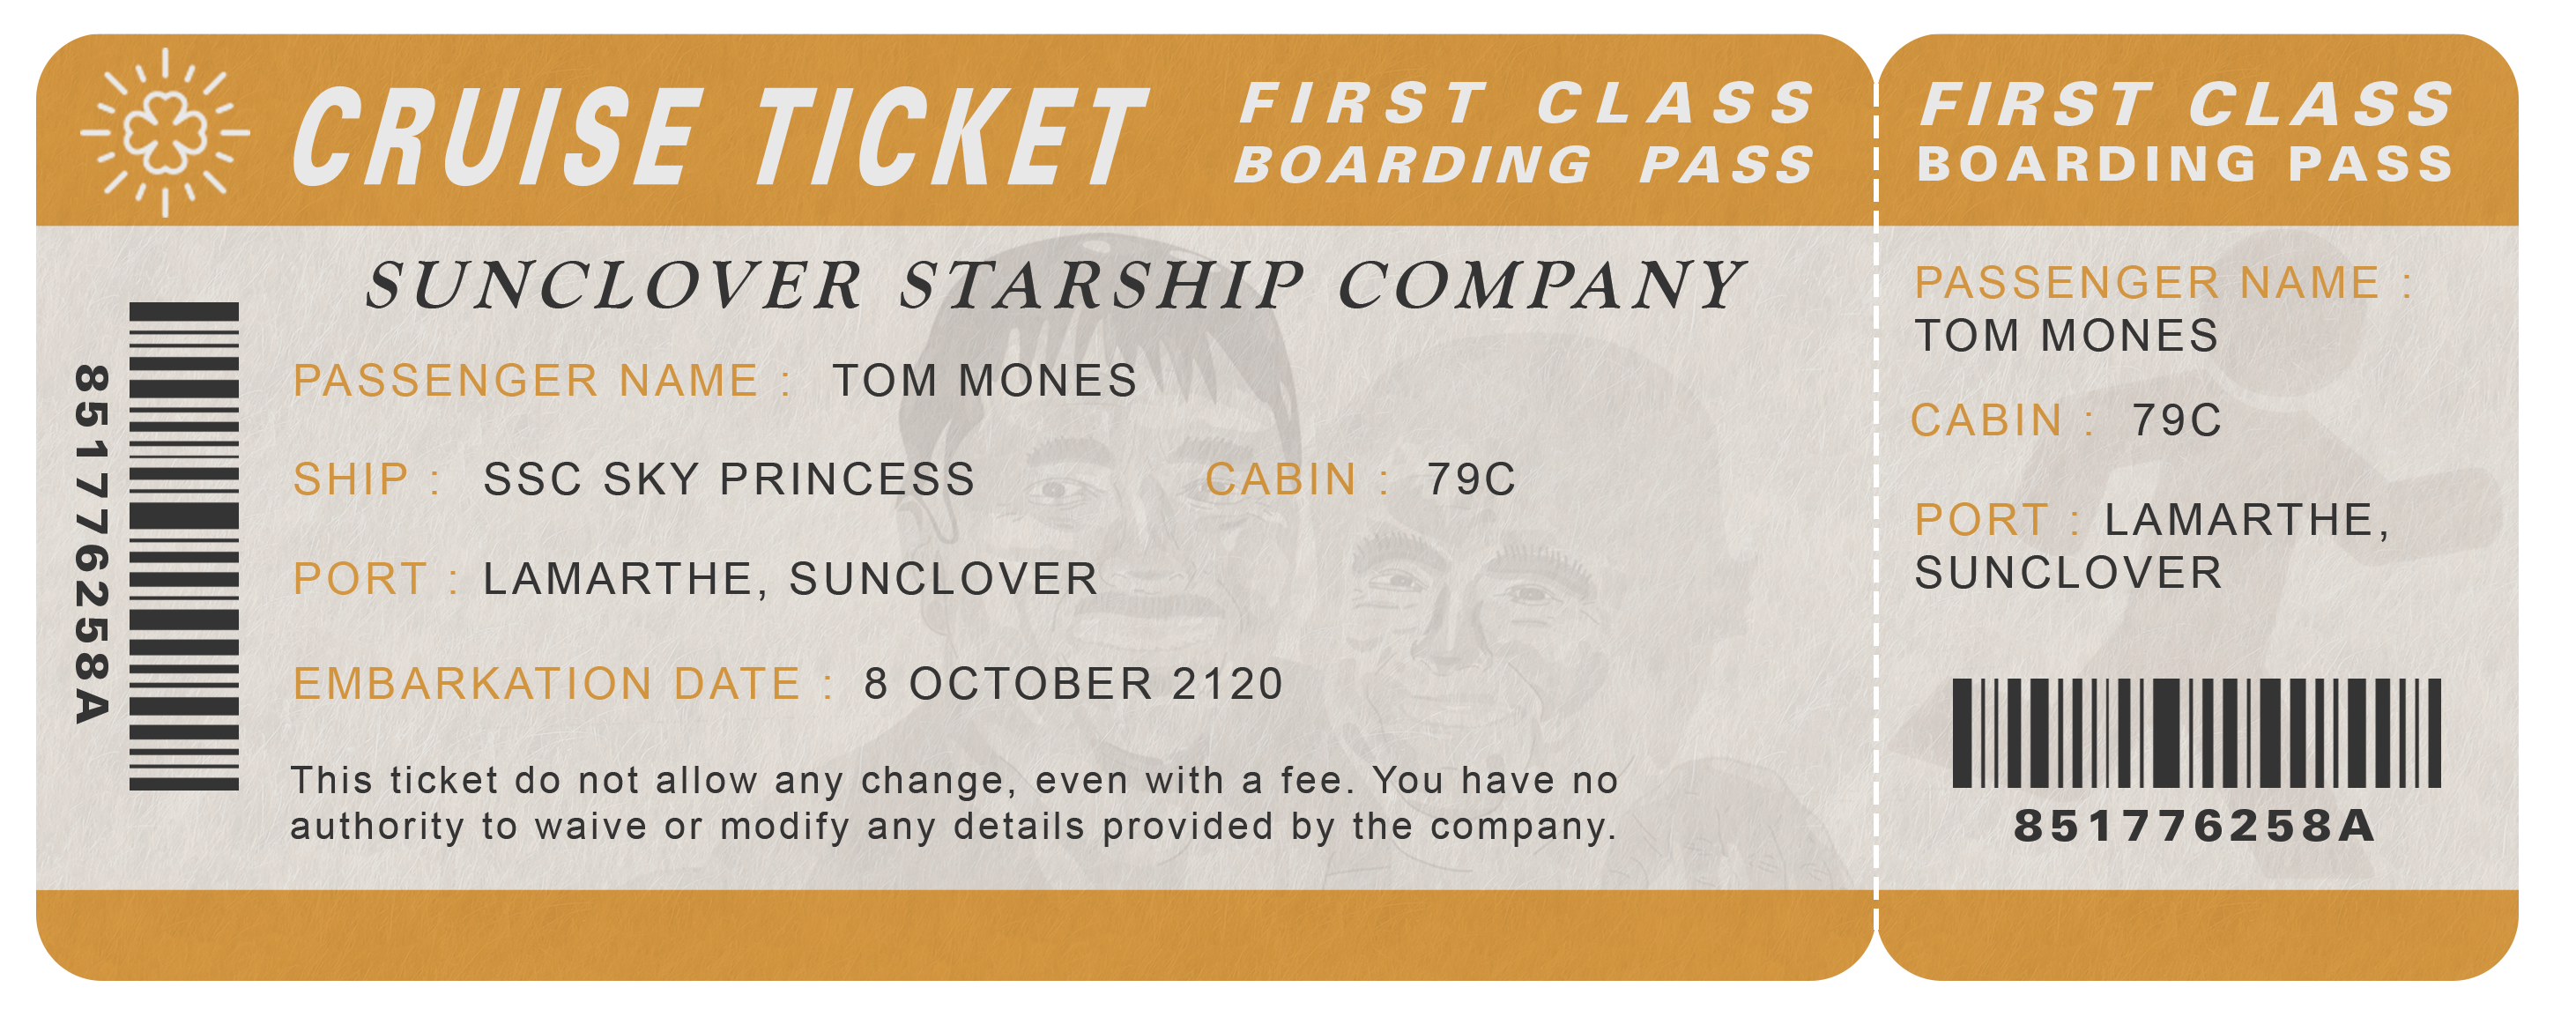 CRUISE TICKET
FIRST CLASS
BOARDING PASS
SUNCLOVER STARSHIP COMPANY
PASSENGER NAME : TOM MONES
SHIP : SSC SKY PRINCESS CABIN : 79C
PORT : LAMARTHE, SUNCLOVER
EMBARKATION DATE : 8 OCTOBER 2120
This ticket do not allow any change, even with a fee. You have no
authority to waive or modify any details provided by the company.
851776258A
FIRST CLASS
BOARDING PASS
PASSENGER NAME :
TOM MONES
CABIN : 79C
PORT : LAMARTHE,
SUNCLOVER
851776258A